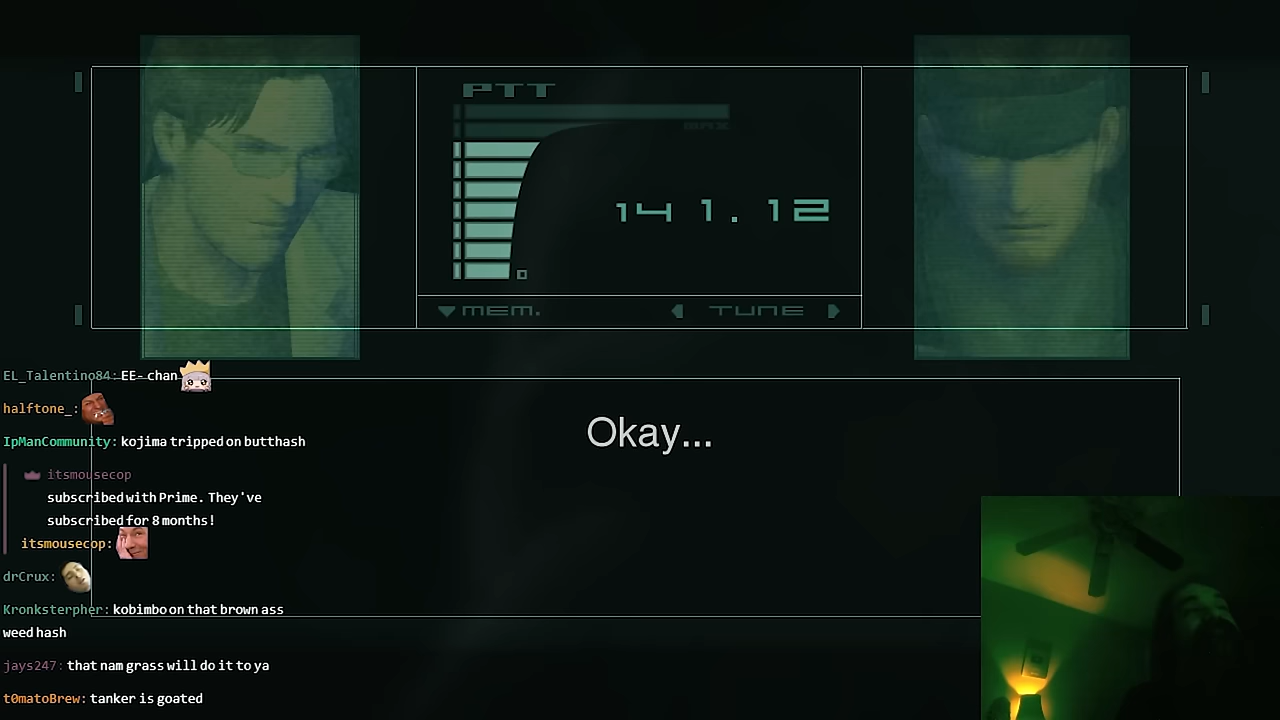 PTT
MAX
141.12
MEM.
TUNE
EL_Talentino84: EE- chan
halftone_:
Okay...
IpManCommunity: kojima tripped on butthash
itsmousecop
subscribed with Prime. They've
subscribed for 8 months!
itsmousecop:
drCrux:
Kronksterpher: kobimbo on that brown ass
weed hash
jays247: that nam grass will do it to ya
t0matoBrew: tanker is goated